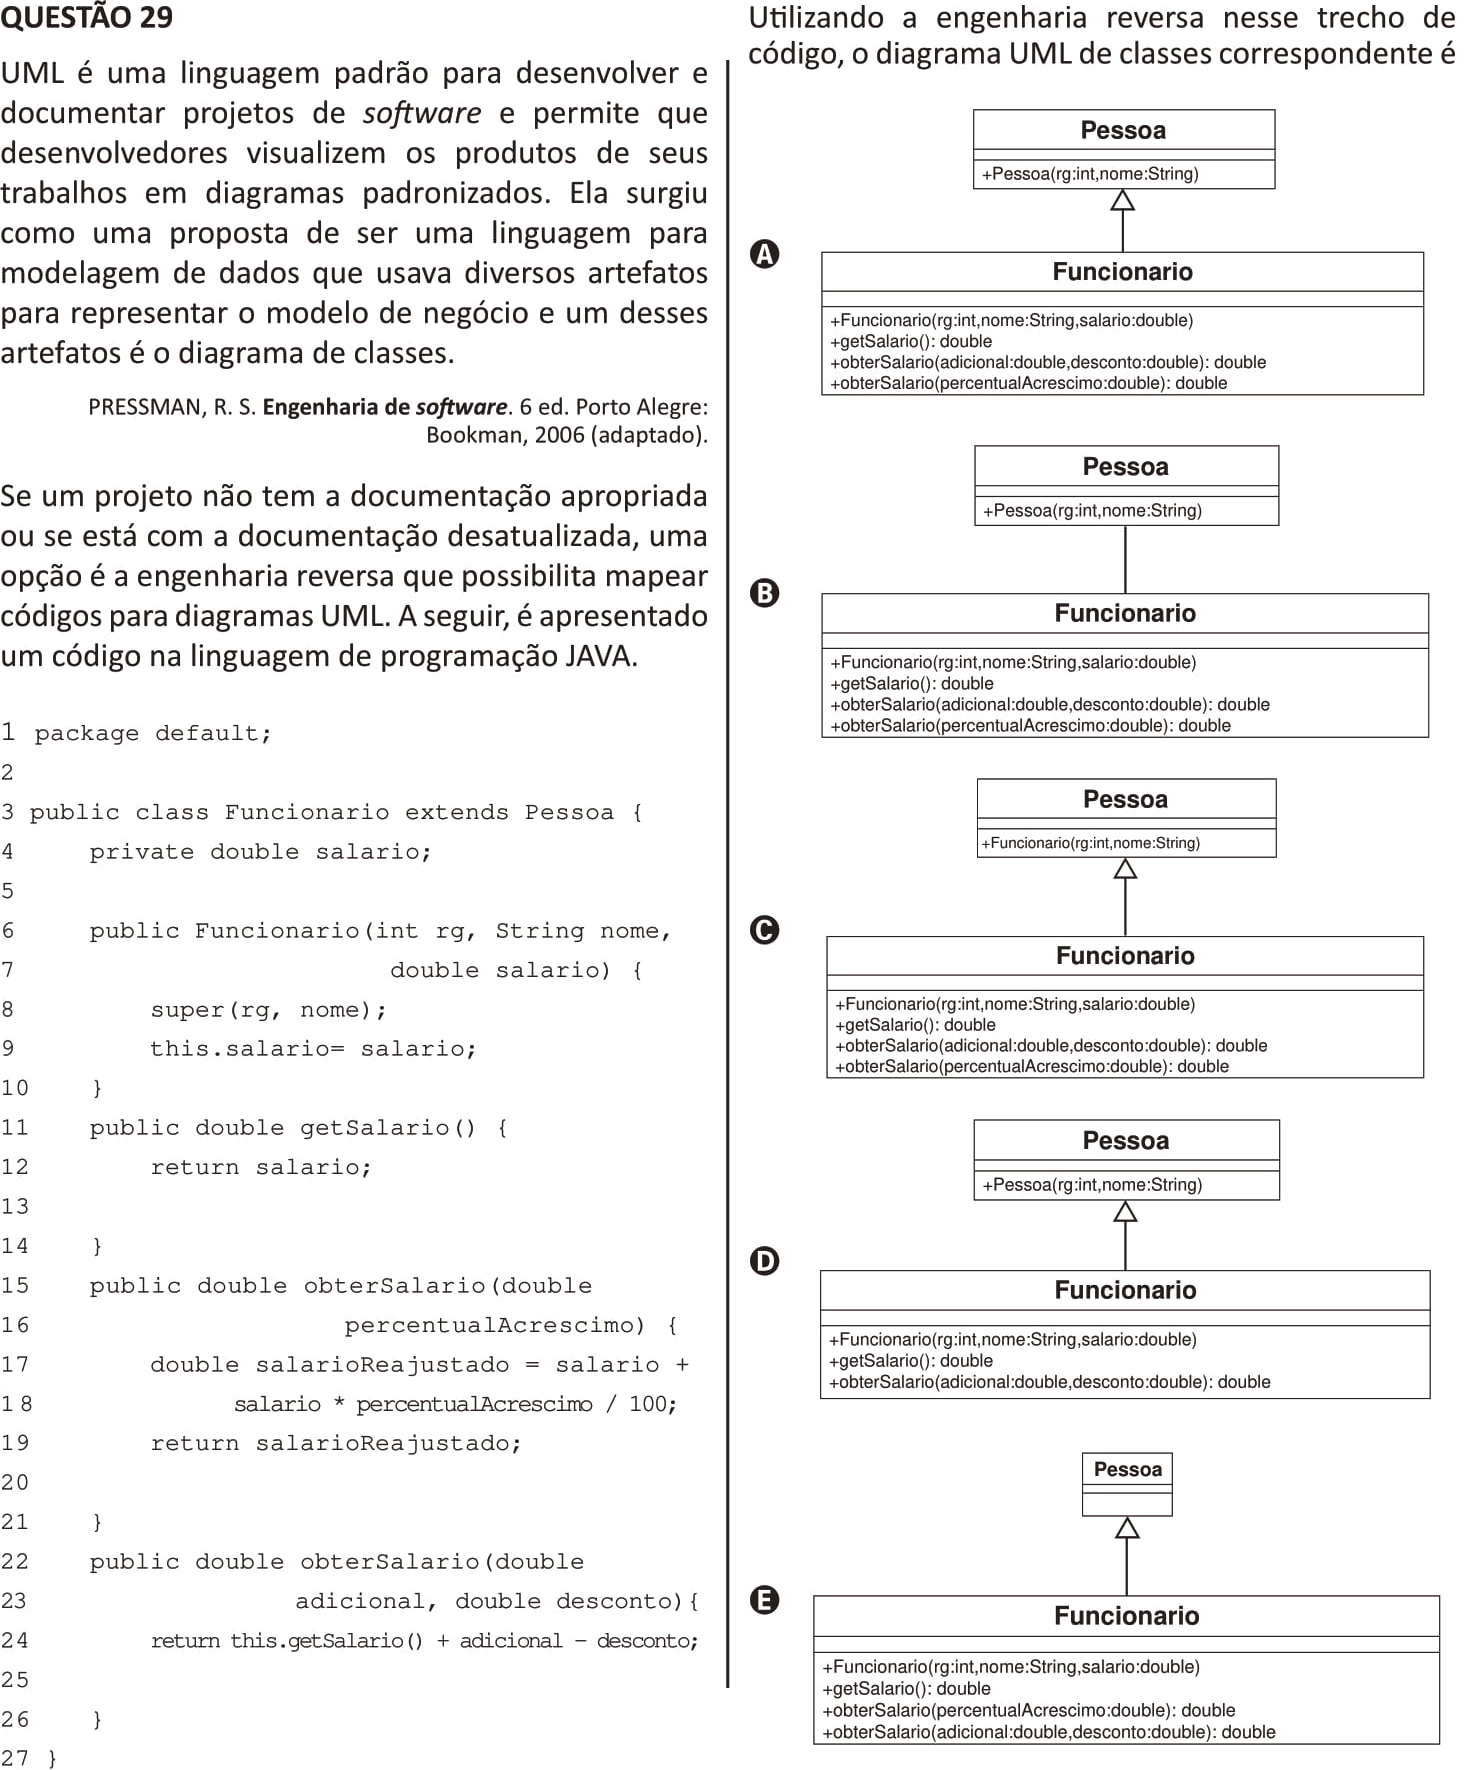 QUESTÃO 29
UML é uma linguagem padrão para desenvolver e
documentar projetos de software e permite que
desenvolvedores visualizem os produtos de seus
trabalhos em diagramas padronizados. Ela surgiu
como uma proposta de ser uma linguagem para
modelagem de dados que usava diversos artefatos
para representar o modelo de negócio e um desses
artefatos é o diagrama de classes.
PRESSMAN, R. S. Engenharia de software. 6 ed. Porto Alegre:
Bookman, 2006 (adaptado).
Se um projeto não tem a documentação apropriada
ou se está com a documentação desatualizada, uma
opção é a engenharia reversa que possibilita mapear
códigos para diagramas UML. A seguir, é apresentado
um código na linguagem de programação JAVA.
1 package default;
2
3 public class Funcionario extends Pessoa {
4     private double salario;
5
6     public Funcionario(int rg, String nome,
7                         double salario) {
8         super(rg, nome);
9         this.salario= salario;
10     }
11     public double getSalario() {
12         return salario;
13
14     }
15     public double obterSalario(double
16                      percentualAcrescimo) {
17         double salarioReajustado = salario +
18              salario * percentualAcrescimo / 100;
19         return salarioReajustado;
20
21     }
22     public double obterSalario(double
23                   adicional, double desconto){
24         return this.getSalario() + adicional – desconto;
25
26     }
27 }
Utilizando a engenharia reversa nesse trecho de
código, o diagrama UML de classes correspondente é
A
Pessoa
+Pessoa(rg:int,nome:String)
Funcionario
+Funcionario(rg:int,nome:String,salario:double)
+getSalario(): double
+obterSalario(adicional:double,desconto:double): double
+obterSalario(percentualAcrescimo:double): double
B
Pessoa
+Pessoa(rg:int,nome:String)
Funcionario
+Funcionario(rg:int,nome:String,salario:double)
+getSalario(): double
+obterSalario(adicional:double,desconto:double): double
+obterSalario(percentualAcrescimo:double): double
C
Pessoa
+Funcionario(rg:int,nome:String)
Funcionario
+Funcionario(rg:int,nome:String,salario:double)
+getSalario(): double
+obterSalario(adicional:double,desconto:double): double
+obterSalario(percentualAcrescimo:double): double
D
Pessoa
+Pessoa(rg:int,nome:String)
Funcionario
+Funcionario(rg:int,nome:String,salario:double)
+getSalario(): double
+obterSalario(adicional:double,desconto:double): double
E
Pessoa
Funcionario
+Funcionario(rg:int,nome:String,salario:double)
+getSalario(): double
+obterSalario(percentualAcrescimo:double): double
+obterSalario(adicional:double,desconto:double): double